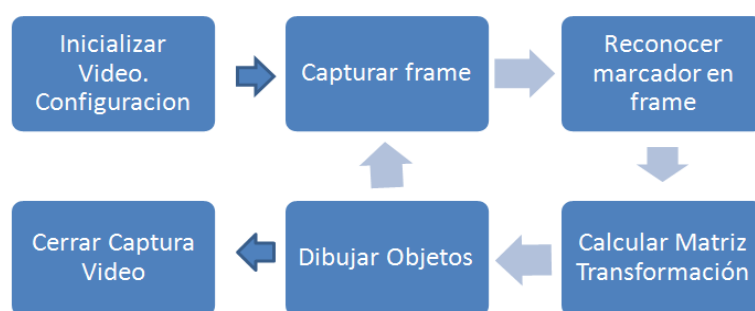 Inicializar
Video.
Configuracion
Capturar frame
Reconocer
marcador en
frame
Cerrar Captura
Video
Dibujar Objetos
Calcular Matriz
Transformación